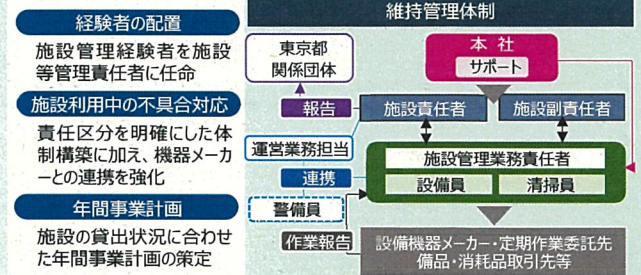 経験者の配置
施設管理経験者を施設
等管理責任者に任命
施設利用中の不具合対応
責任区分を明確にした体
制構築に加え、機器メーカ
ーとの連携を強化
年間事業計画
施設の貸出状況に合わせ
た年間事業計画の策定
維持管理体制
東京都
関係団体
本社
サポート
報告
施設責任者
施設副責任者
運営業務担当
施設管理業務責任者
連携
設備員
清掃員
警備員
作業報告
設備機器メーカー・定期作業委託先
備品・消耗品取引先等